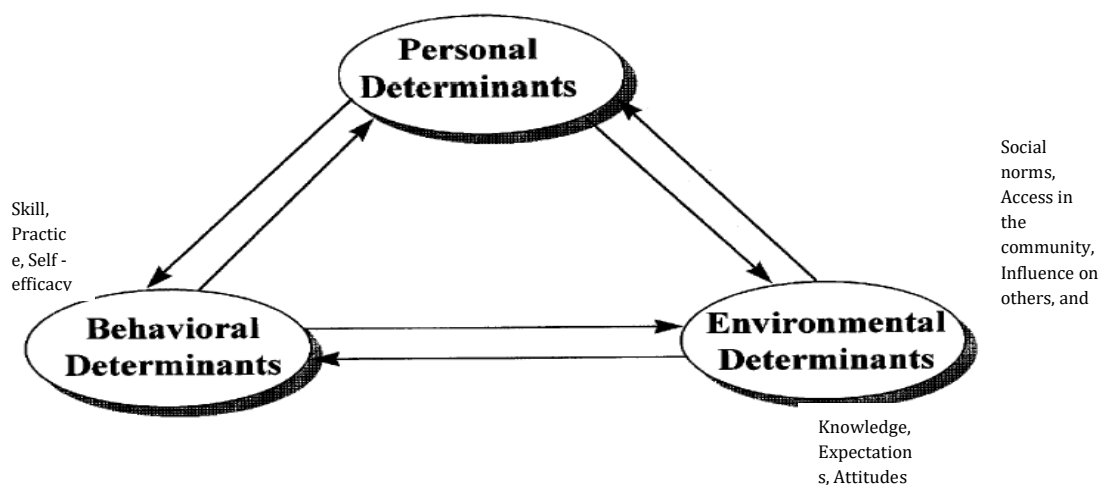 Personal
Determinants
Social
norms,
Access in
the
community,
Influence on
others, and
Skill,
Practic
e, Self -
efficacy
Behavioral
Determinants
Environmental
Determinants
Knowledge,
Expectation
s, Attitudes